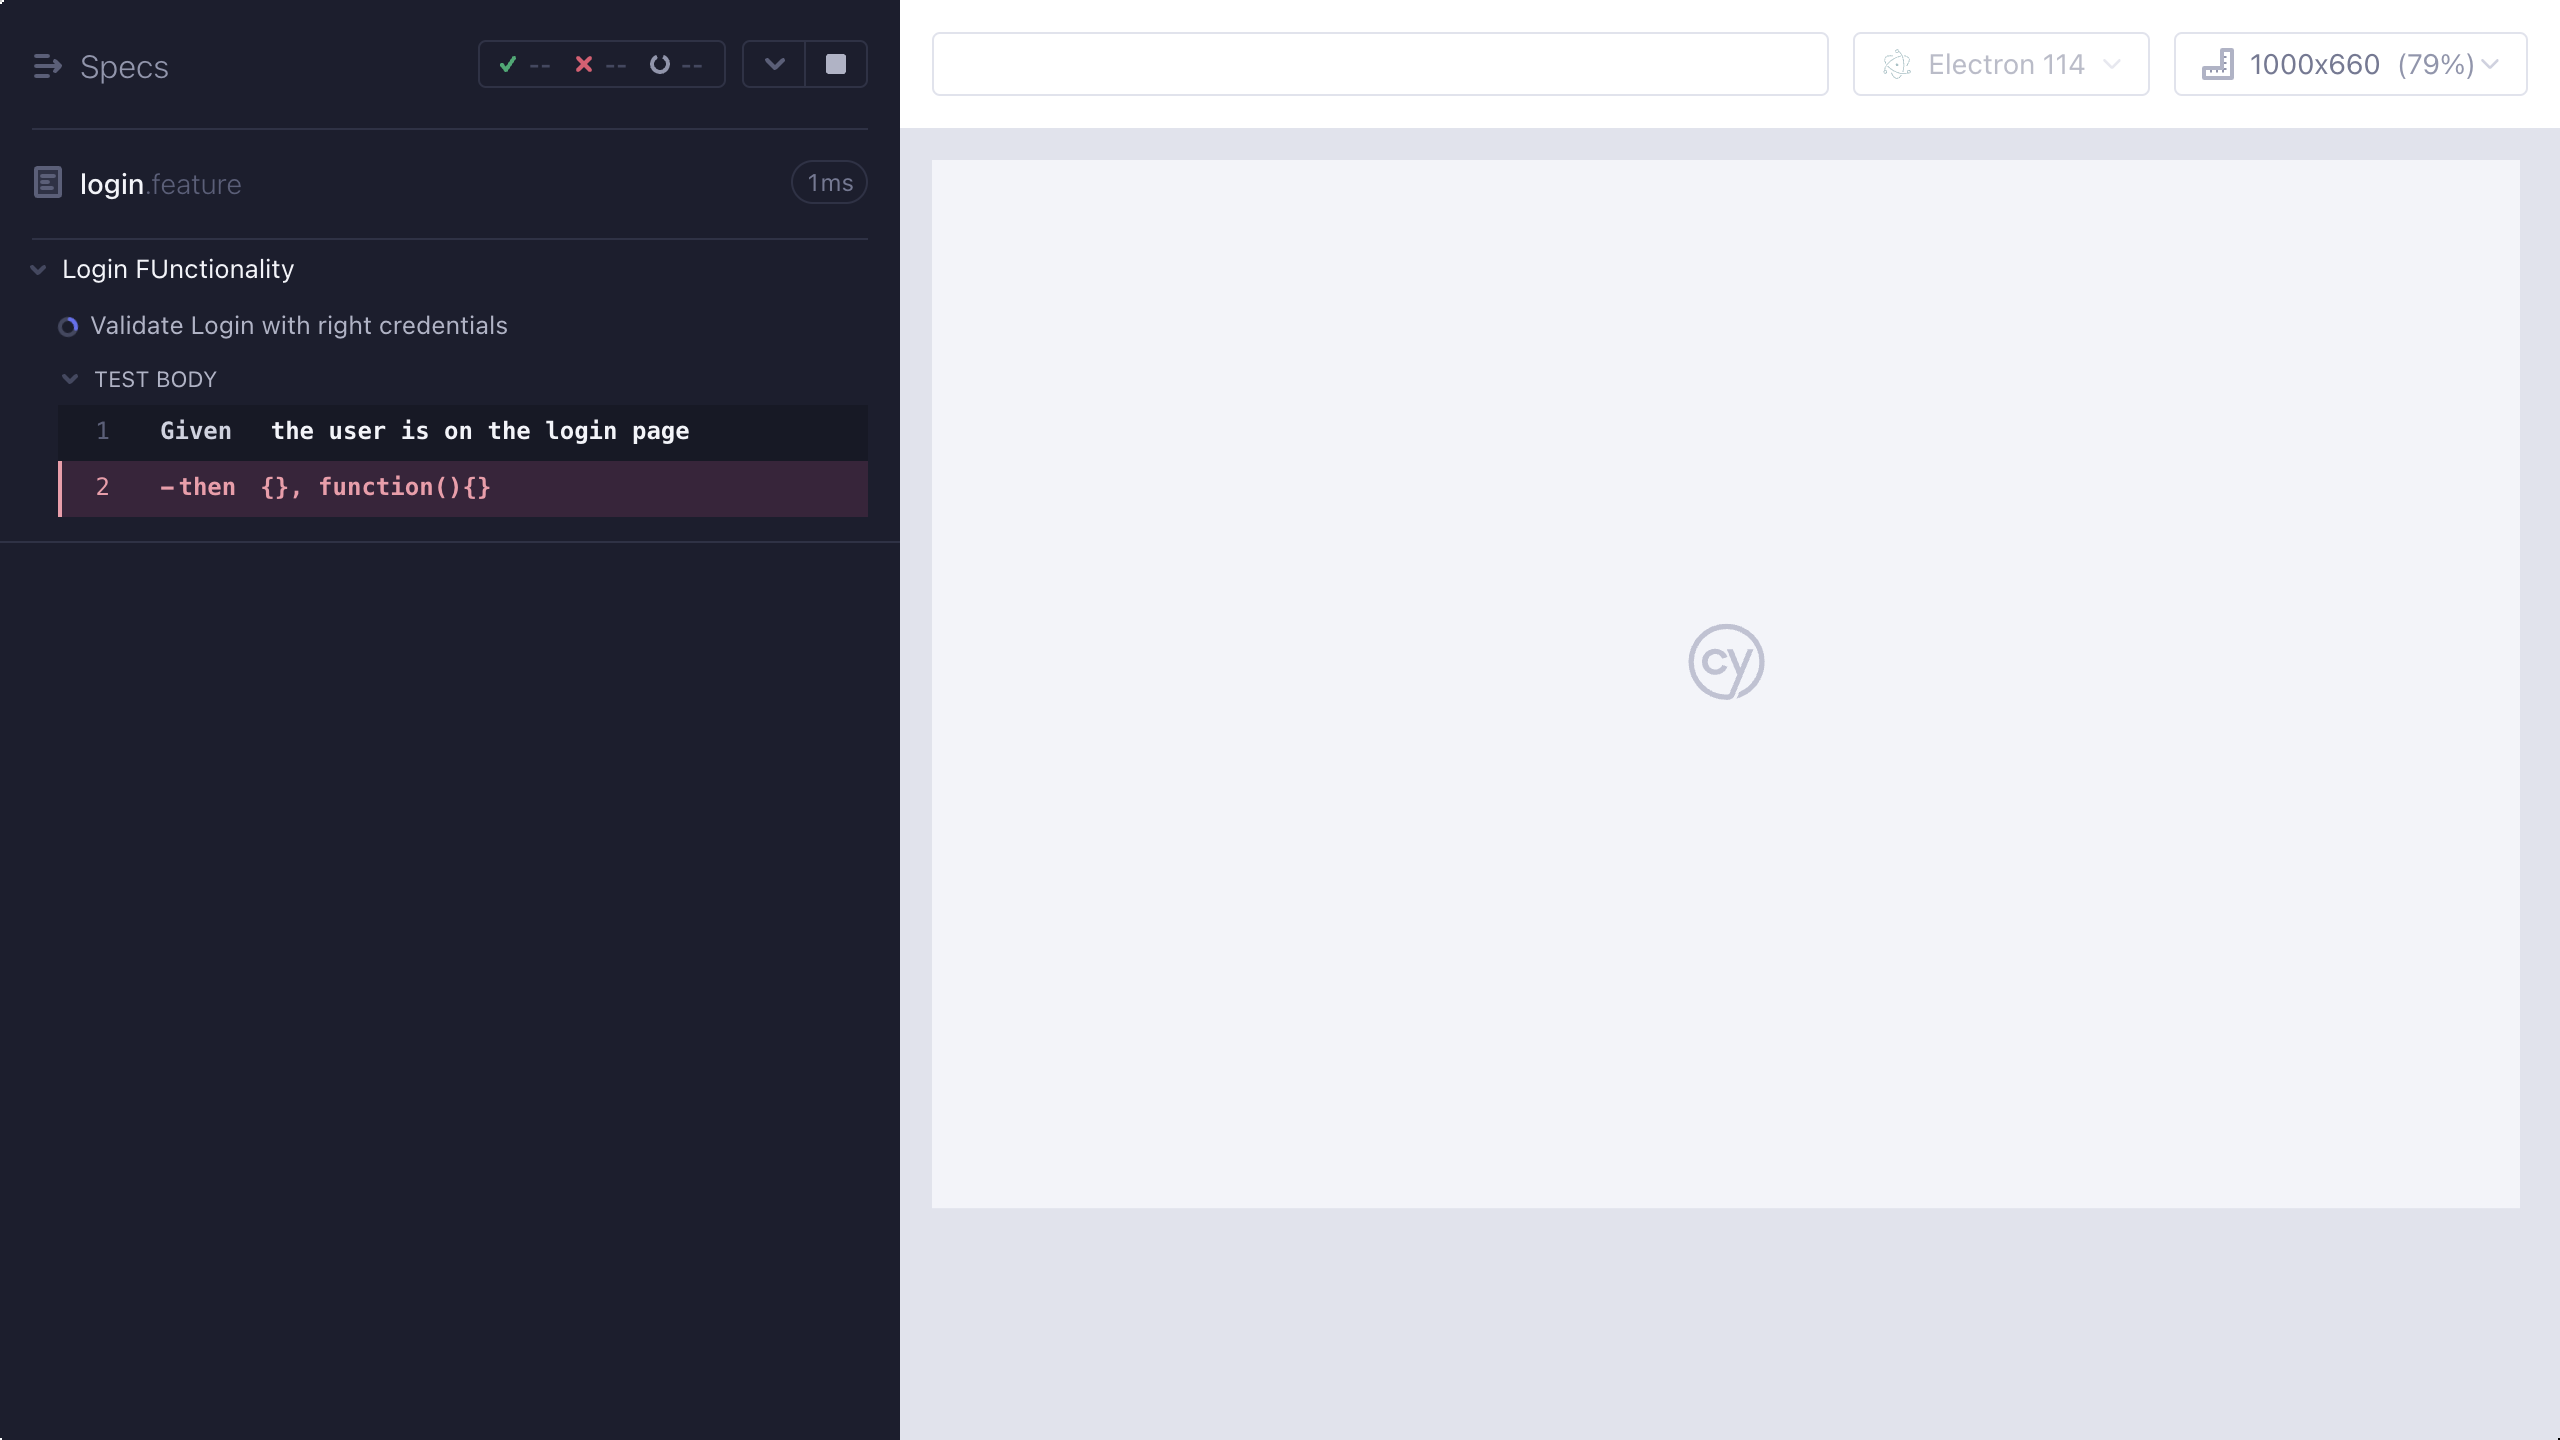 Specs
-- -- --
login.feature
1ms
Login FUnctionality
Validate Login with right credentials
TEST BODY
1 Given the user is on the login page
2 -then {}, function(){}
Electron 114
1000x660 (79%)
cy